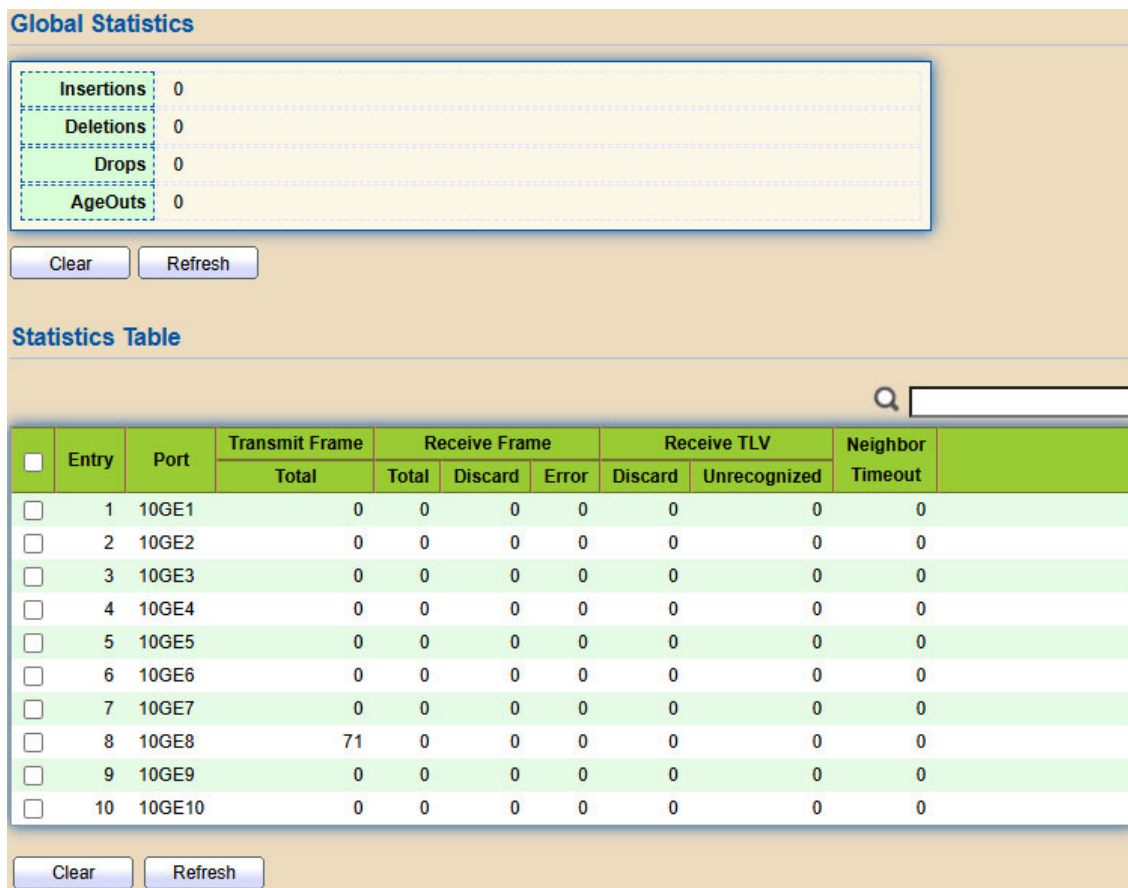 Global Statistics
Insertions 0
Deletions 0
Drops 0
AgeOuts 0
Clear Refresh
Statistics Table
Entry Port Transmit Frame Receive Frame Receive TLV Neighbor Timeout
Total Total Discard Error Discard Unrecognized
1 10GE1 0 0 0 0 0 0 0
2 10GE2 0 0 0 0 0 0 0
3 10GE3 0 0 0 0 0 0 0
4 10GE4 0 0 0 0 0 0 0
5 10GE5 0 0 0 0 0 0 0
6 10GE6 0 0 0 0 0 0 0
7 10GE7 0 0 0 0 0 0 0
8 10GE8 71 0 0 0 0 0 0
9 10GE9 0 0 0 0 0 0 0
10 10GE10 0 0 0 0 0 0 0
Clear Refresh